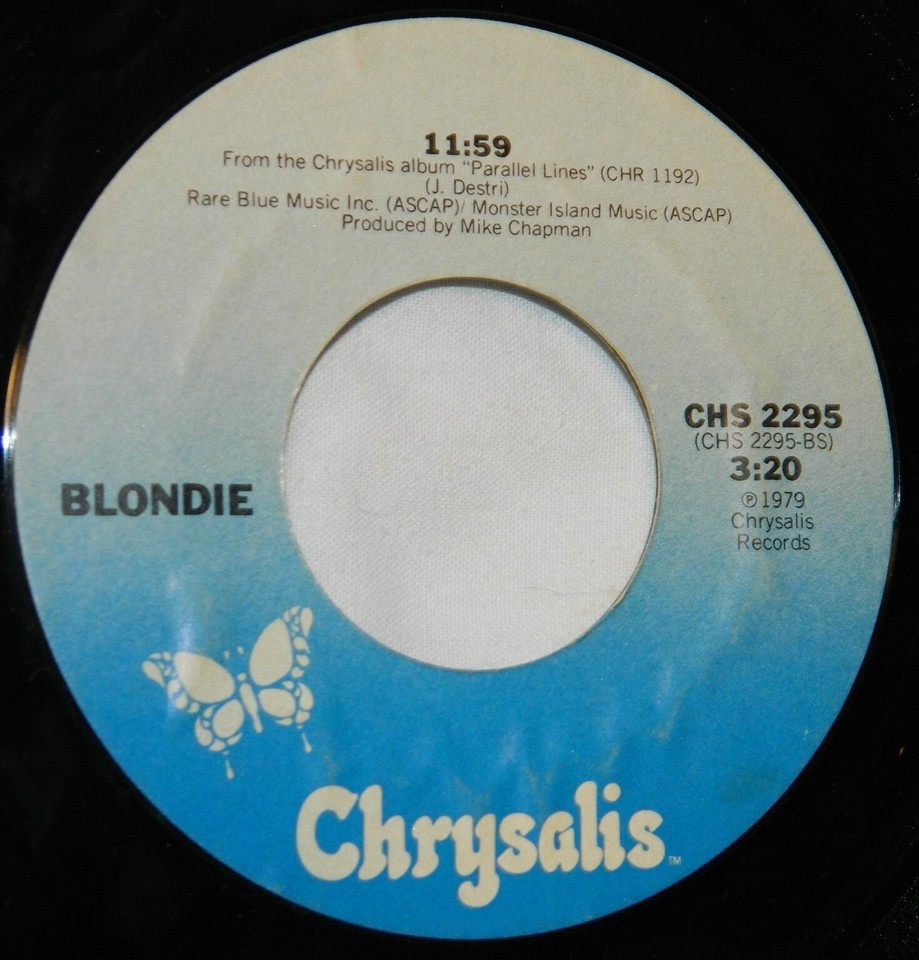 11:59
From the Chrysalis album "Parallel Lines" (CHR 1192)
(J. Destri)
Rare Blue Music Inc. (ASCAP)/ Monster Island Music (ASCAP)
Produced by Mike Chapman
CHS 2295
(CHS 2295-BS)
3:20
℗1979
Chrysalis
Records
BLONDIE
Chrysalis™